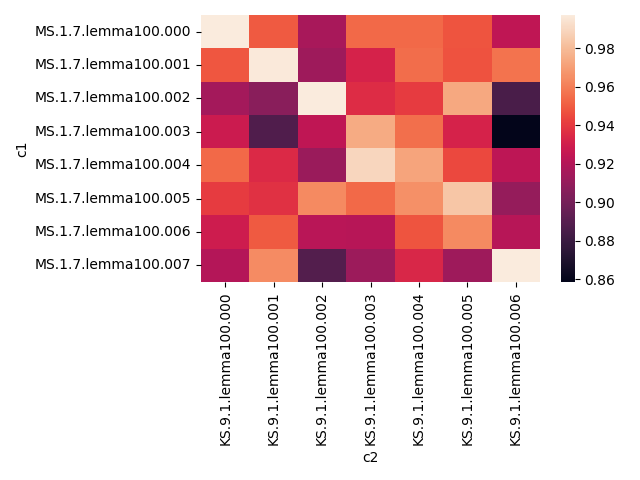 MS.1.7.lemma100.000
MS.1.7.lemma100.001
MS.1.7.lemma100.002
MS.1.7.lemma100.003
MS.1.7.lemma100.004
MS.1.7.lemma100.005
MS.1.7.lemma100.006
MS.1.7.lemma100.007
c1
KS.9.1.lemma100.000
KS.9.1.lemma100.001
KS.9.1.lemma100.002
KS.9.1.lemma100.003
KS.9.1.lemma100.004
KS.9.1.lemma100.005
KS.9.1.lemma100.006
c2
0.98
0.96
0.94
0.92
0.90
0.88
0.86